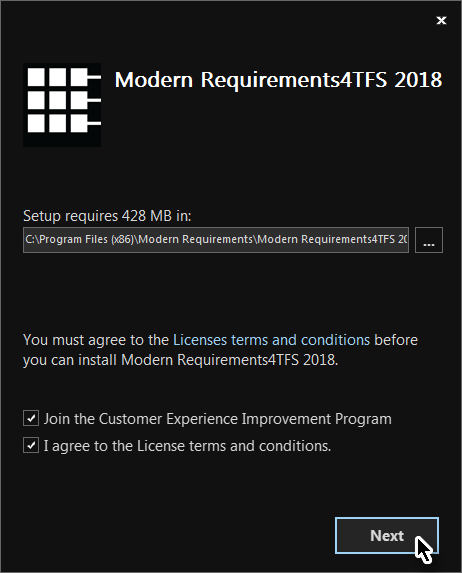 Modern Requirements4TFS 2018
Setup requires 428 MB in:
C:\Program Files (x86)\Modern Requirements\Modern Requirements4TFS 20
...
You must agree to the Licenses terms and conditions before
you can install Modern Requirements4TFS 2018.
Join the Customer Experience Improvement Program
I agree to the License terms and conditions.
Next